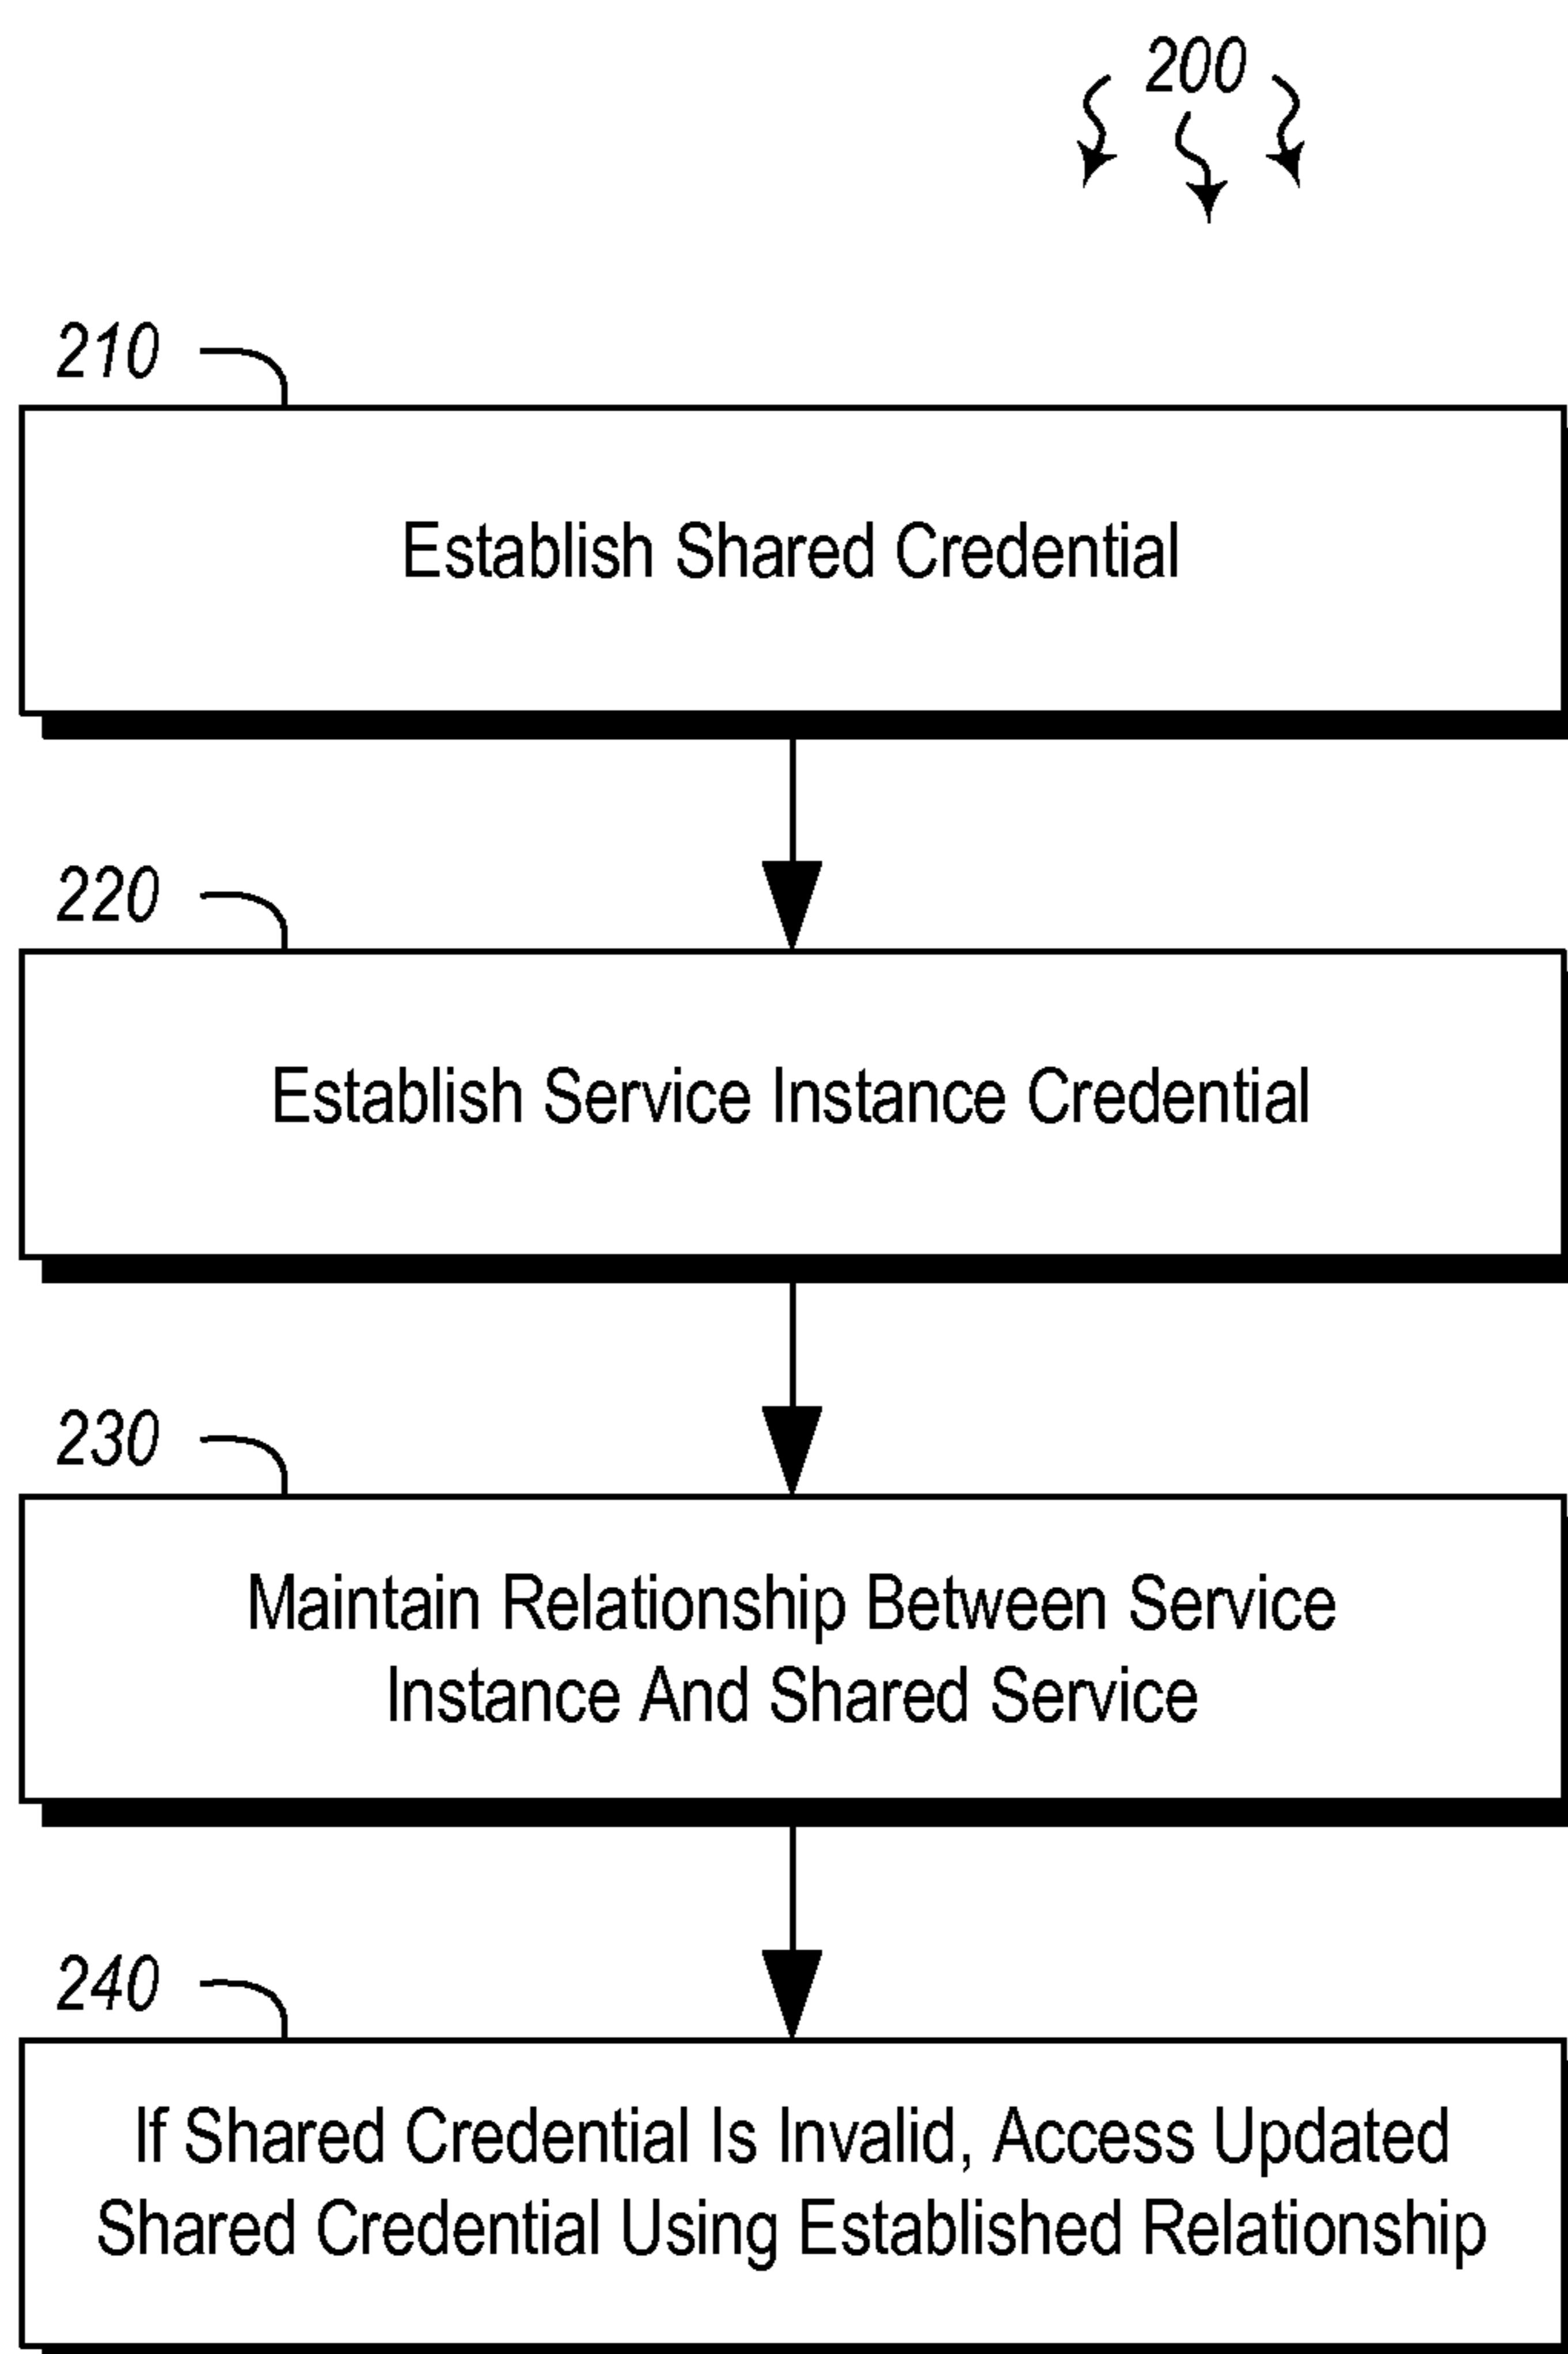 200
210
Establish Shared Credential
220
Establish Service Instance Credential
230
Maintain Relationship Between Service
Instance And Shared Service
240
If Shared Credential Is Invalid, Access Updated
Shared Credential Using Established Relationship